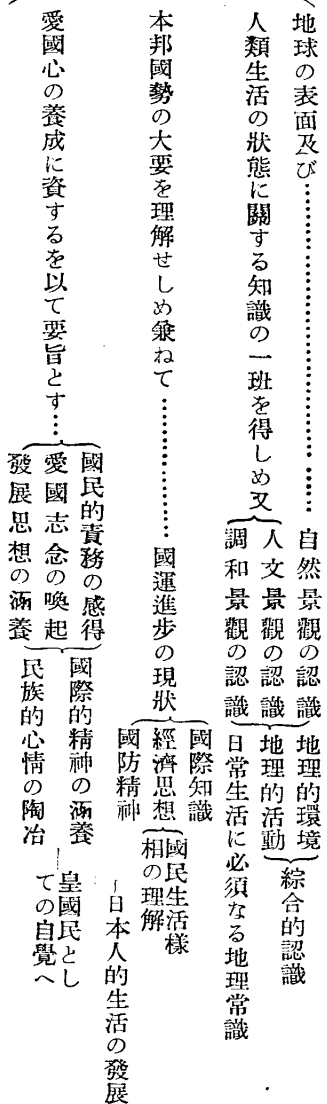 地球の表面及び……………………………
人類生活の狀態に關する知識の一班を得しめ又
自然景觀の認識
人文景觀の認識
調和景觀の認識
地理的環境
地理的活動
綜合的認識
日常生活に必須なる地理常識
本邦國勢の大要を理解せしめ兼ねて………………國運進步の現狀
國際知識
經濟思想
國防精神
國民生活樣
相の理解
日本人的生活の發展
愛國心の養成に資するを以て要旨とす…
國民的責務の感得
愛國志念の喚起
發展思想の涵養
國際的精神の涵養
民族的心情の陶冶
皇國民とし
ての自覺へ